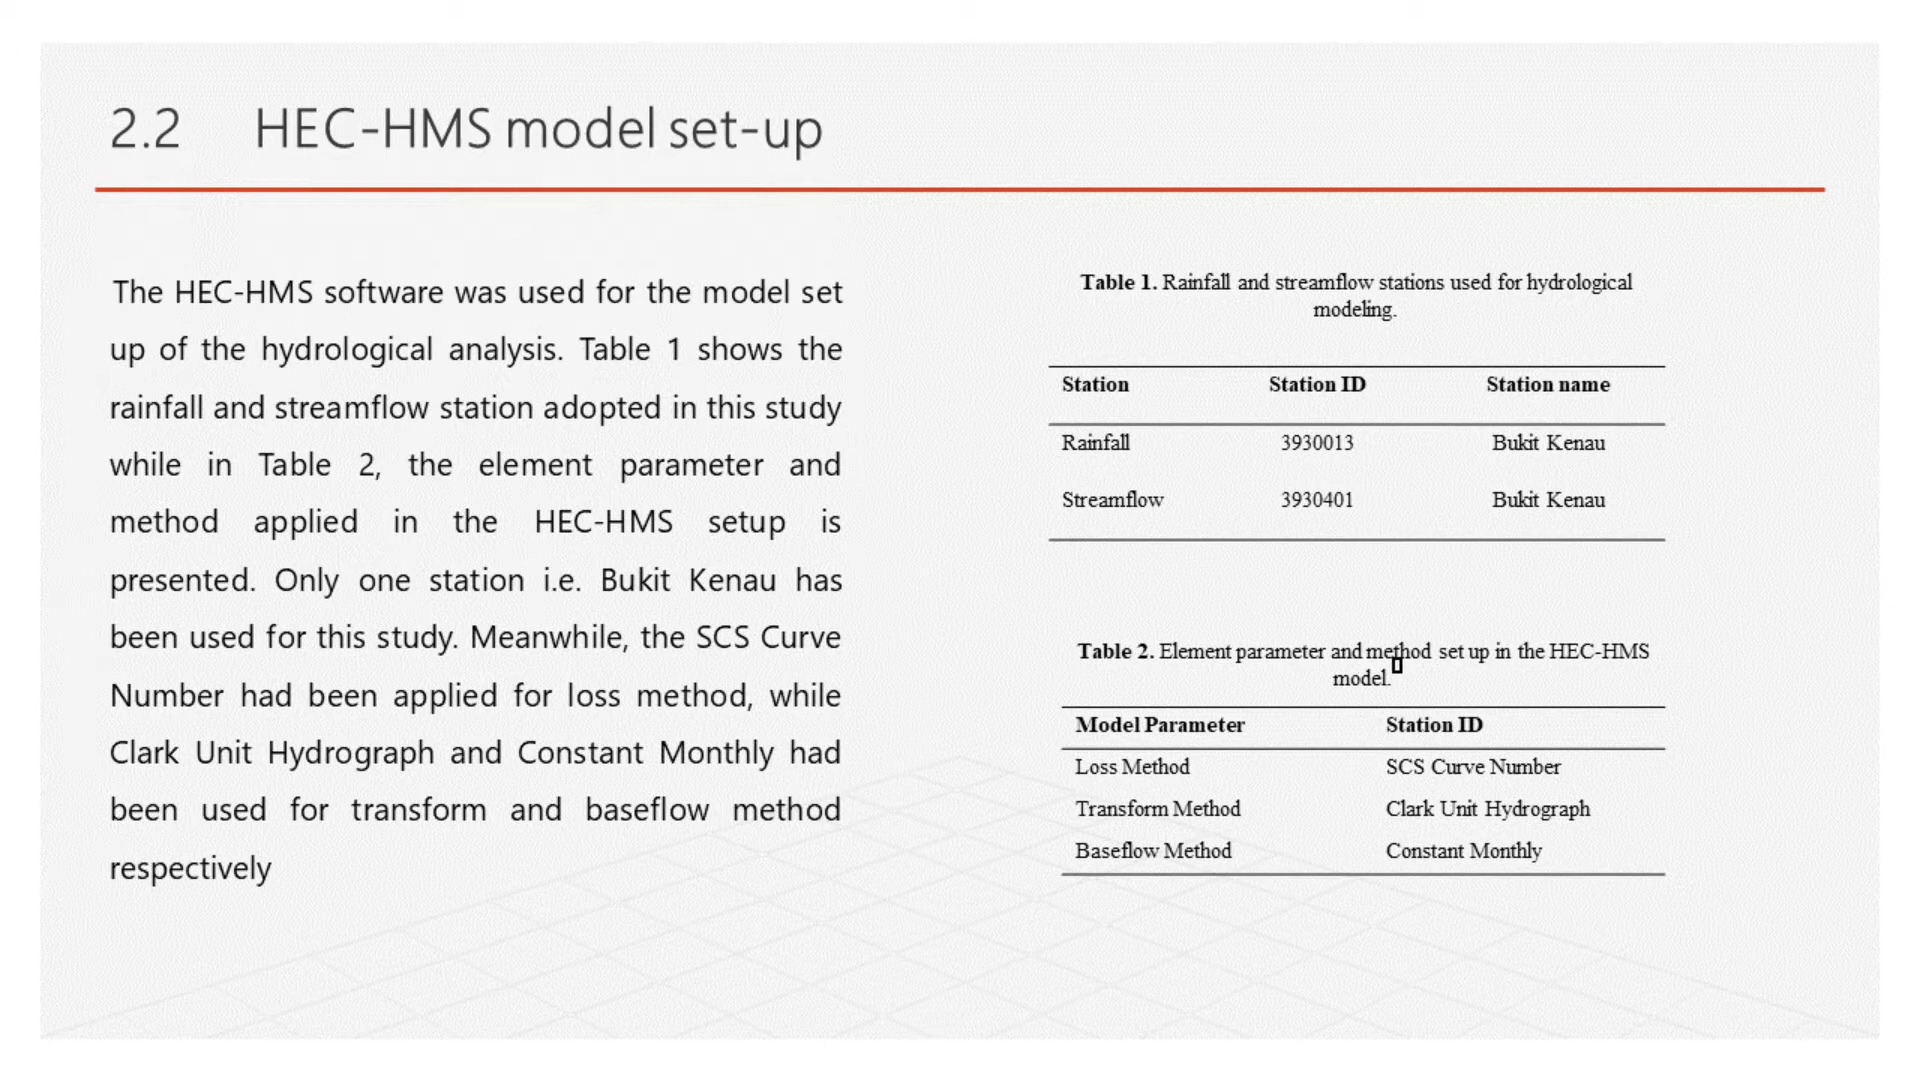 2.2 HEC-HMS model set-up
The HEC-HMS software was used for the model set
up of the hydrological analysis. Table 1 shows the
rainfall and streamflow station adopted in this study
while in Table 2, the element parameter and
method applied in the HEC-HMS setup is
presented. Only one station i.e. Bukit Kenau has
been used for this study. Meanwhile, the SCS Curve
Number had been applied for loss method, while
Clark Unit Hydrograph and Constant Monthly had
been used for transform and baseflow method
respectively
Table 1. Rainfall and streamflow stations used for hydrological
modeling.
Station Station ID Station name
Rainfall 3930013 Bukit Kenau
Streamflow 3930401 Bukit Kenau
Table 2. Element parameter and method set up in the HEC-HMS
model.
Model Parameter Station ID
Loss Method SCS Curve Number
Transform Method Clark Unit Hydrograph
Baseflow Method Constant Monthly